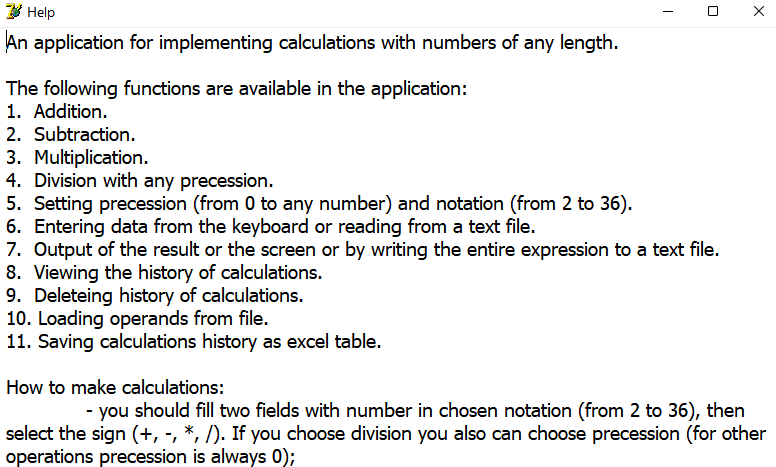 Help
An application for implementing calculations with numbers of any length.
The following functions are available in the application:
1. Addition.
2. Subtraction.
3. Multiplication.
4. Division with any precession.
5. Setting precession (from 0 to any number) and notation (from 2 to 36).
6. Entering data from the keyboard or reading from a text file.
7. Output of the result or the screen or by writing the entire expression to a text file.
8. Viewing the history of calculations.
9. Deleteing history of calculations.
10. Loading operands from file.
11. Saving calculations history as excel table.
How to make calculations:
- you should fill two fields with number in chosen notation (from 2 to 36), then
select the sign (+, -, *, /). If you choose division you also can choose precession (for other
operations precession is always 0);